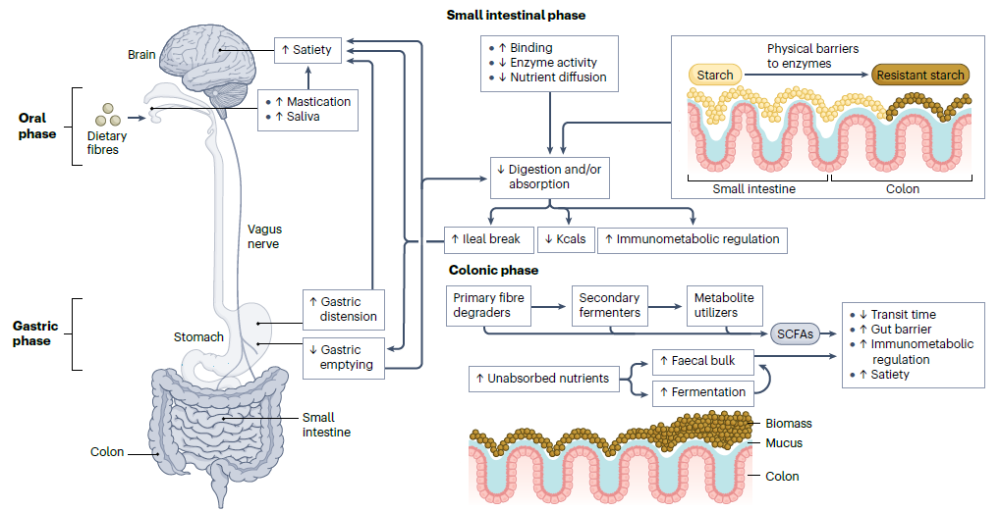 Small intestinal phase
Brain
↑ Satiety
• ↑ Binding
• ↓ Enzyme activity
• ↓ Nutrient diffusion
Physical barriers
to enzymes
Starch
Resistant starch
Oral
phase
Dietary
fibres
• ↑ Mastication
• ↑ Saliva
↓ Digestion and/or
absorption
Small intestine
Colon
Vagus
nerve
↑ Ileal break
↓ Kcals
↑ Immunometabolic regulation
Colonic phase
Gastric
phase
Stomach
↑ Gastric
distension
↓ Gastric
emptying
Primary fibre
degraders
Secondary
fermenters
Metabolite
utilizers
SCFAs
• ↓ Transit time
• ↑ Gut barrier
• ↑ Immunometabolic
regulation
• ↑ Satiety
↑ Unabsorbed nutrients
↑ Faecal bulk
↑ Fermentation
Small
intestine
Colon
Biomass
Mucus
Colon